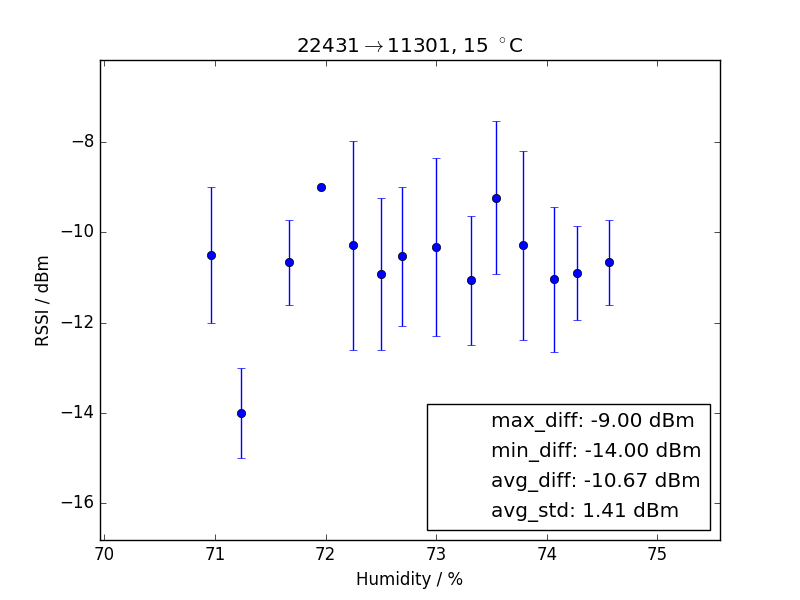 22431→11301, 15 °C
RSSI / dBm
−8
−10
−12
−14
−16
max_diff: -9.00 dBm
min_diff: -14.00 dBm
avg_diff: -10.67 dBm
avg_std: 1.41 dBm
70 71 72 73 74 75
Humidity / %